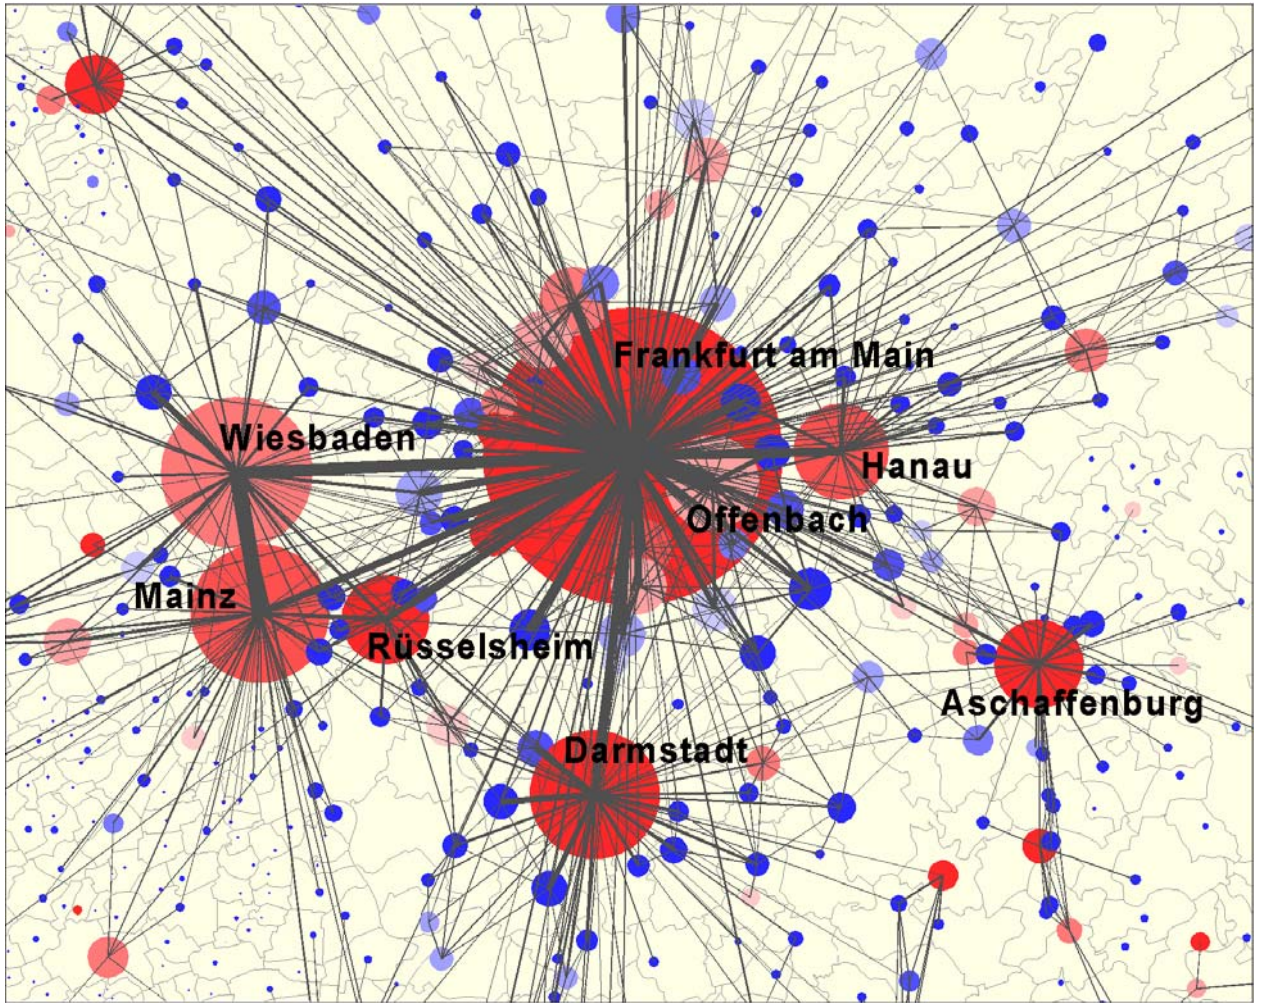 Frankfurt am Main
Wiesbaden
Hanau
Offenbach
Mainz
Rüsselsheim
Aschaffenburg
Darmstadt